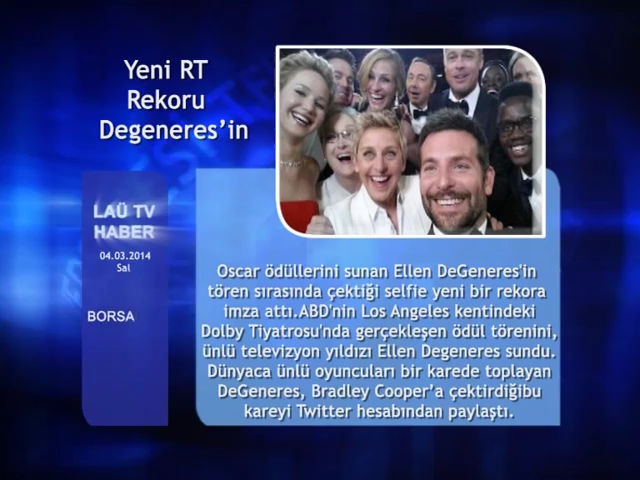 Yeni RT
Rekoru
Degeneres'in
LAÜ TV
HABER
04.03.2014
Sal
BORSA
Oscar ödüllerini sunan Ellen DeGeneres'in
tören sırasında çektiği selfie yeni bir rekora
imza attı.ABD'nin Los Angeles kentindeki
Dolby Tiyatrosu'nda gerçekleşen ödül törenini,
ünlü televizyon yıldızı Ellen Degeneres sundu.
Dünyaca ünlü oyuncuları bir karede toplayan
DeGeneres, Bradley Cooper’a çektirdiğibu
kareyi Twitter hesabından paylaştı.